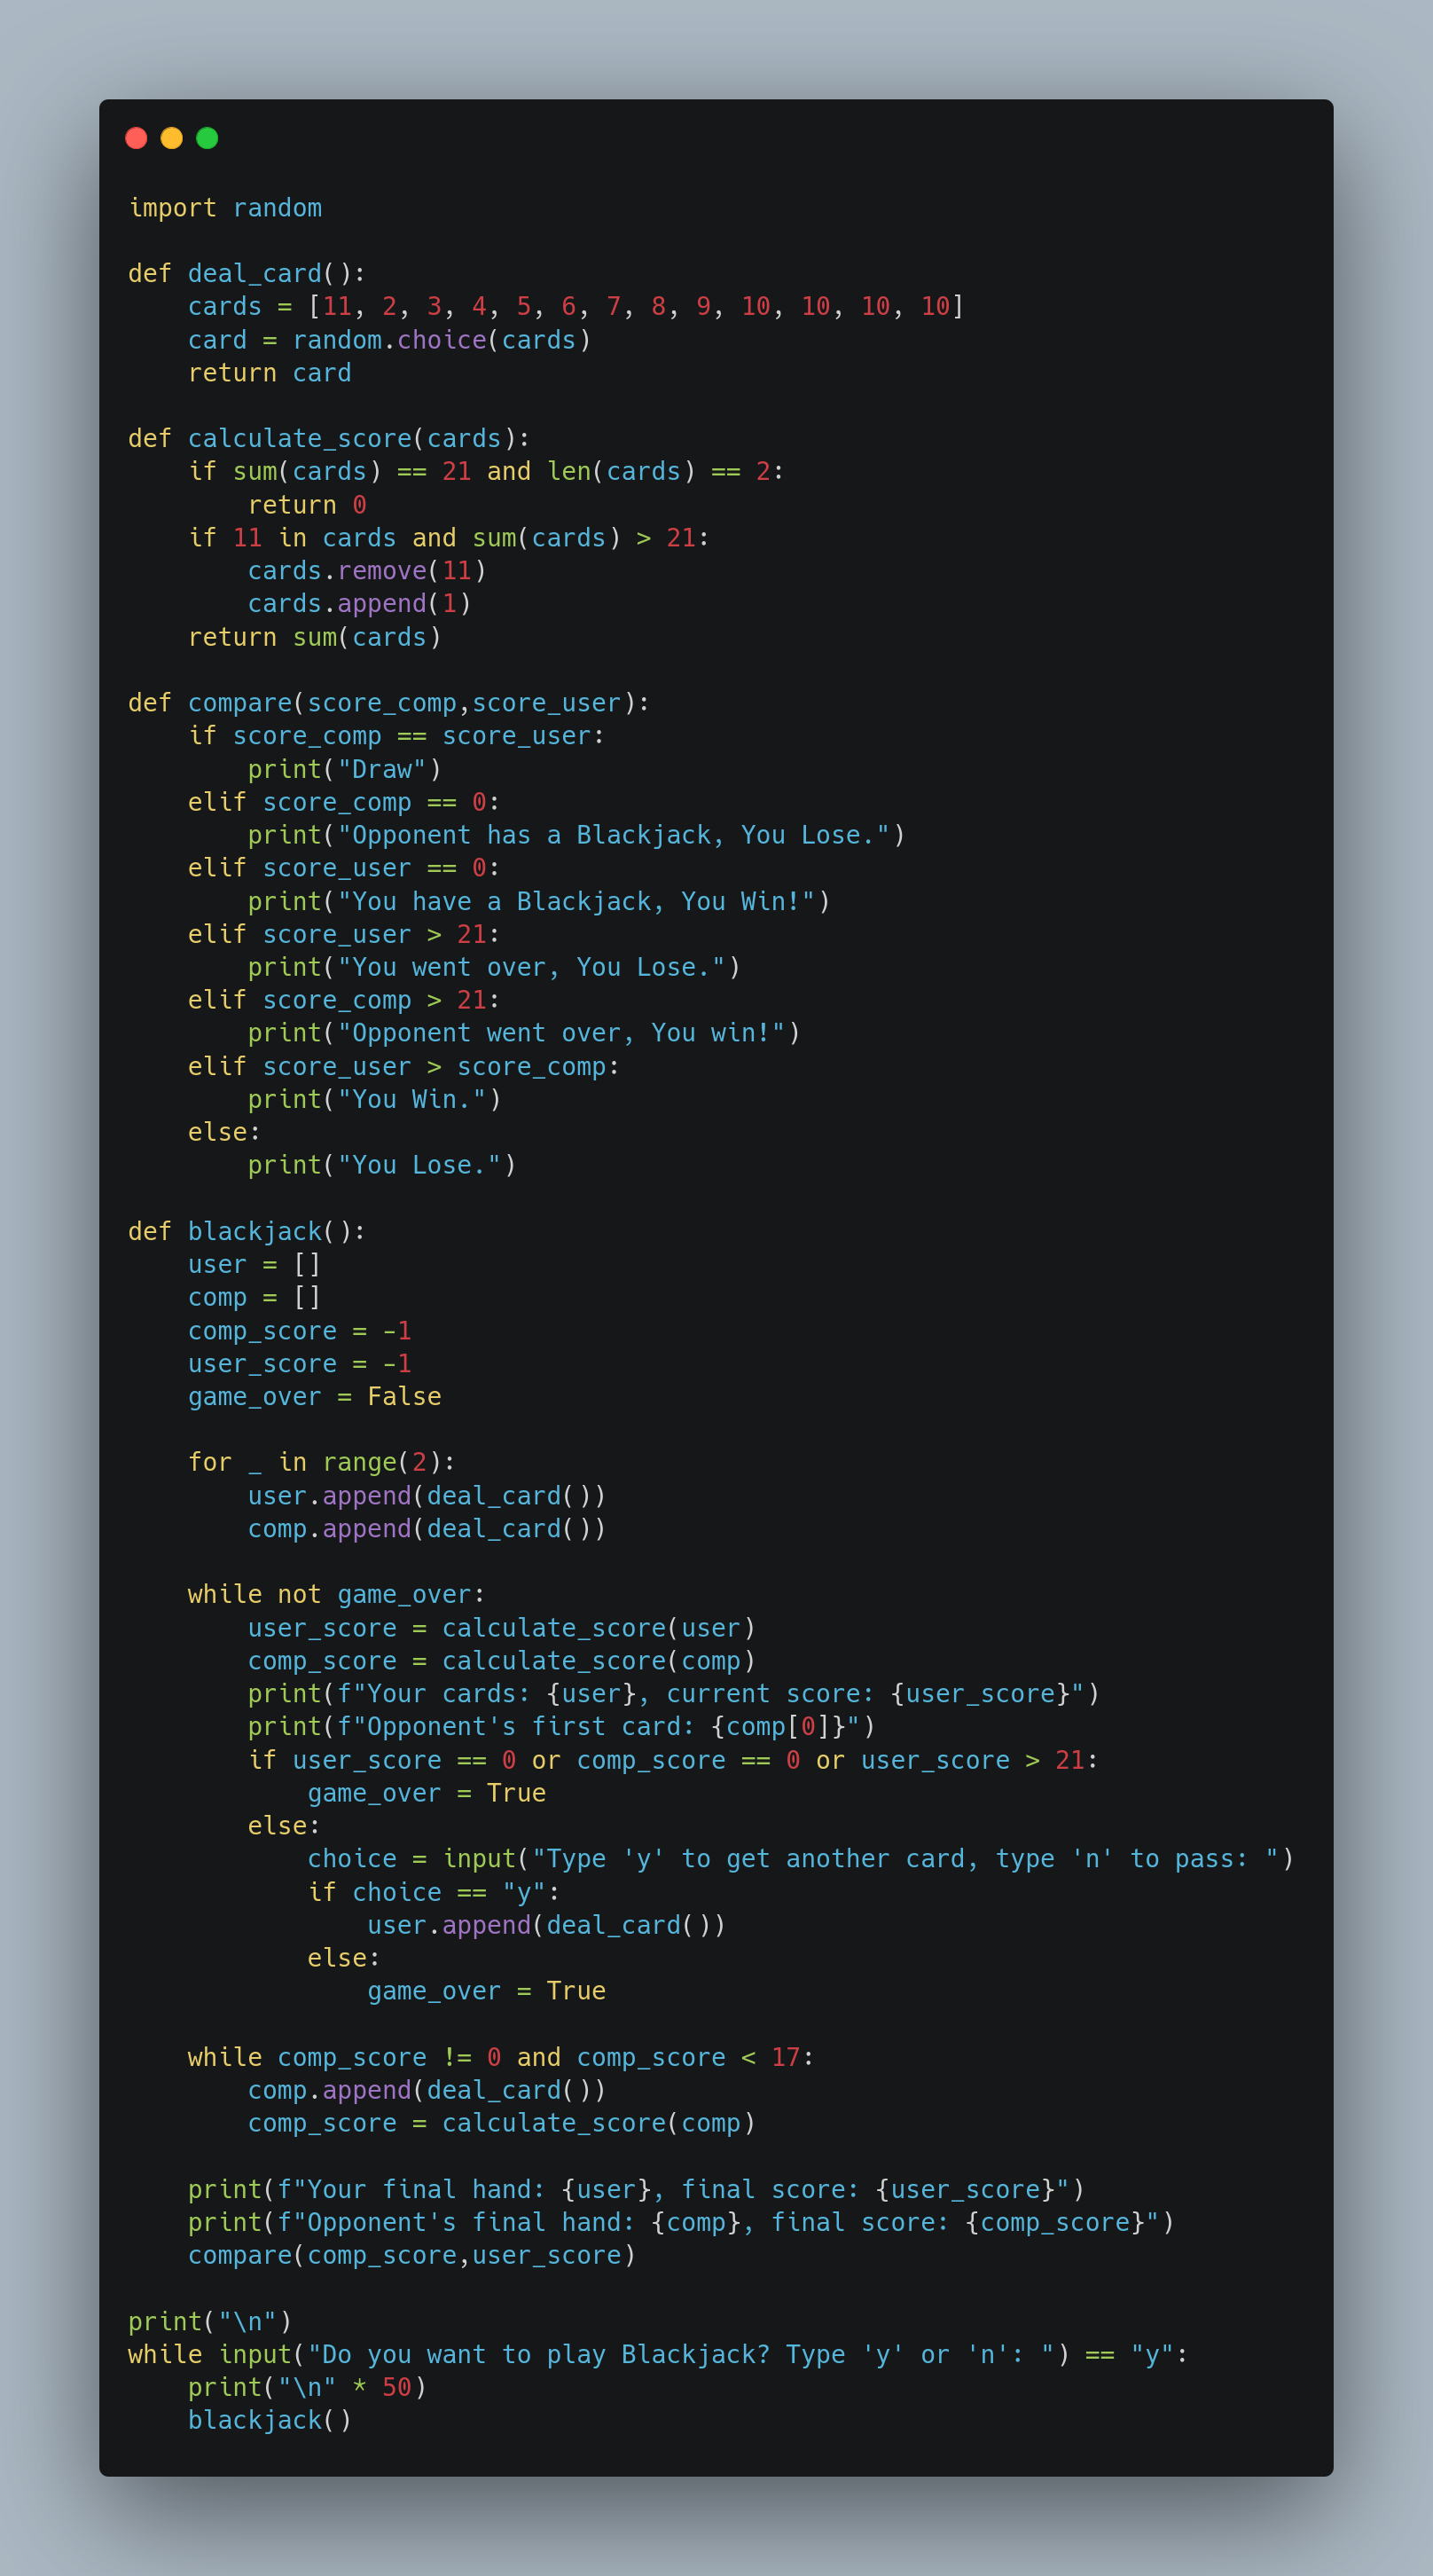 import random

def deal_card():
    cards = [11, 2, 3, 4, 5, 6, 7, 8, 9, 10, 10, 10, 10]
    card = random.choice(cards)
    return card

def calculate_score(cards):
    if sum(cards) == 21 and len(cards) == 2:
        return 0
    if 11 in cards and sum(cards) > 21:
        cards.remove(11)
        cards.append(1)
    return sum(cards)

def compare(score_comp,score_user):
    if score_comp == score_user:
        print("Draw")
    elif score_comp == 0:
        print("Opponent has a Blackjack, You Lose.")
    elif score_user == 0:
        print("You have a Blackjack, You Win!")
    elif score_user > 21:
        print("You went over, You Lose.")
    elif score_comp > 21:
        print("Opponent went over, You win!")
    elif score_user > score_comp:
        print("You Win.")
    else:
        print("You Lose.")

def blackjack():
    user = []
    comp = []
    comp_score = -1
    user_score = -1
    game_over = False

    for _ in range(2):
        user.append(deal_card())
        comp.append(deal_card())

    while not game_over:
        user_score = calculate_score(user)
        comp_score = calculate_score(comp)
        print(f"Your cards: {user}, current score: {user_score}")
        print(f"Opponent's first card: {comp[0]}")
        if user_score == 0 or comp_score == 0 or user_score > 21:
            game_over = True
        else:
            choice = input("Type 'y' to get another card, type 'n' to pass: ")
            if choice == "y":
                user.append(deal_card())
            else:
                game_over = True

    while comp_score != 0 and comp_score < 17:
        comp.append(deal_card())
        comp_score = calculate_score(comp)

    print(f"Your final hand: {user}, final score: {user_score}")
    print(f"Opponent's final hand: {comp}, final score: {comp_score}")
    compare(comp_score,user_score)

print("\n")
while input("Do you want to play Blackjack? Type 'y' or 'n': ") == "y":
    print("\n" * 50)
    blackjack()